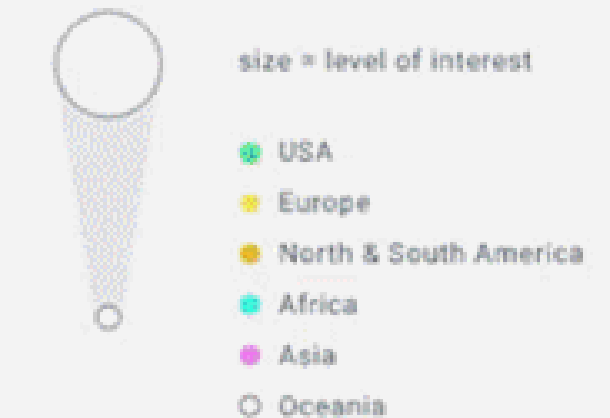 size = level of interest
USA
Europe
North & South America
Africa
Asia
Oceania